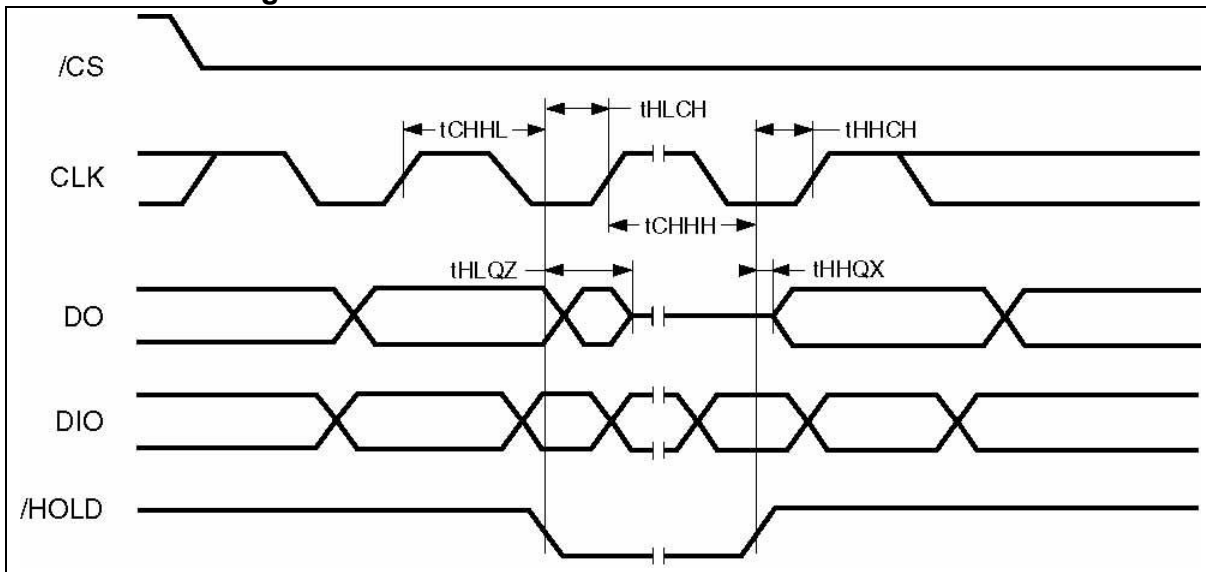 /CS
tHLCH
tCHHL
tHHCH
CLK
tCHHH
tHLQZ
tHHQX
DO
DIO
/HOLD